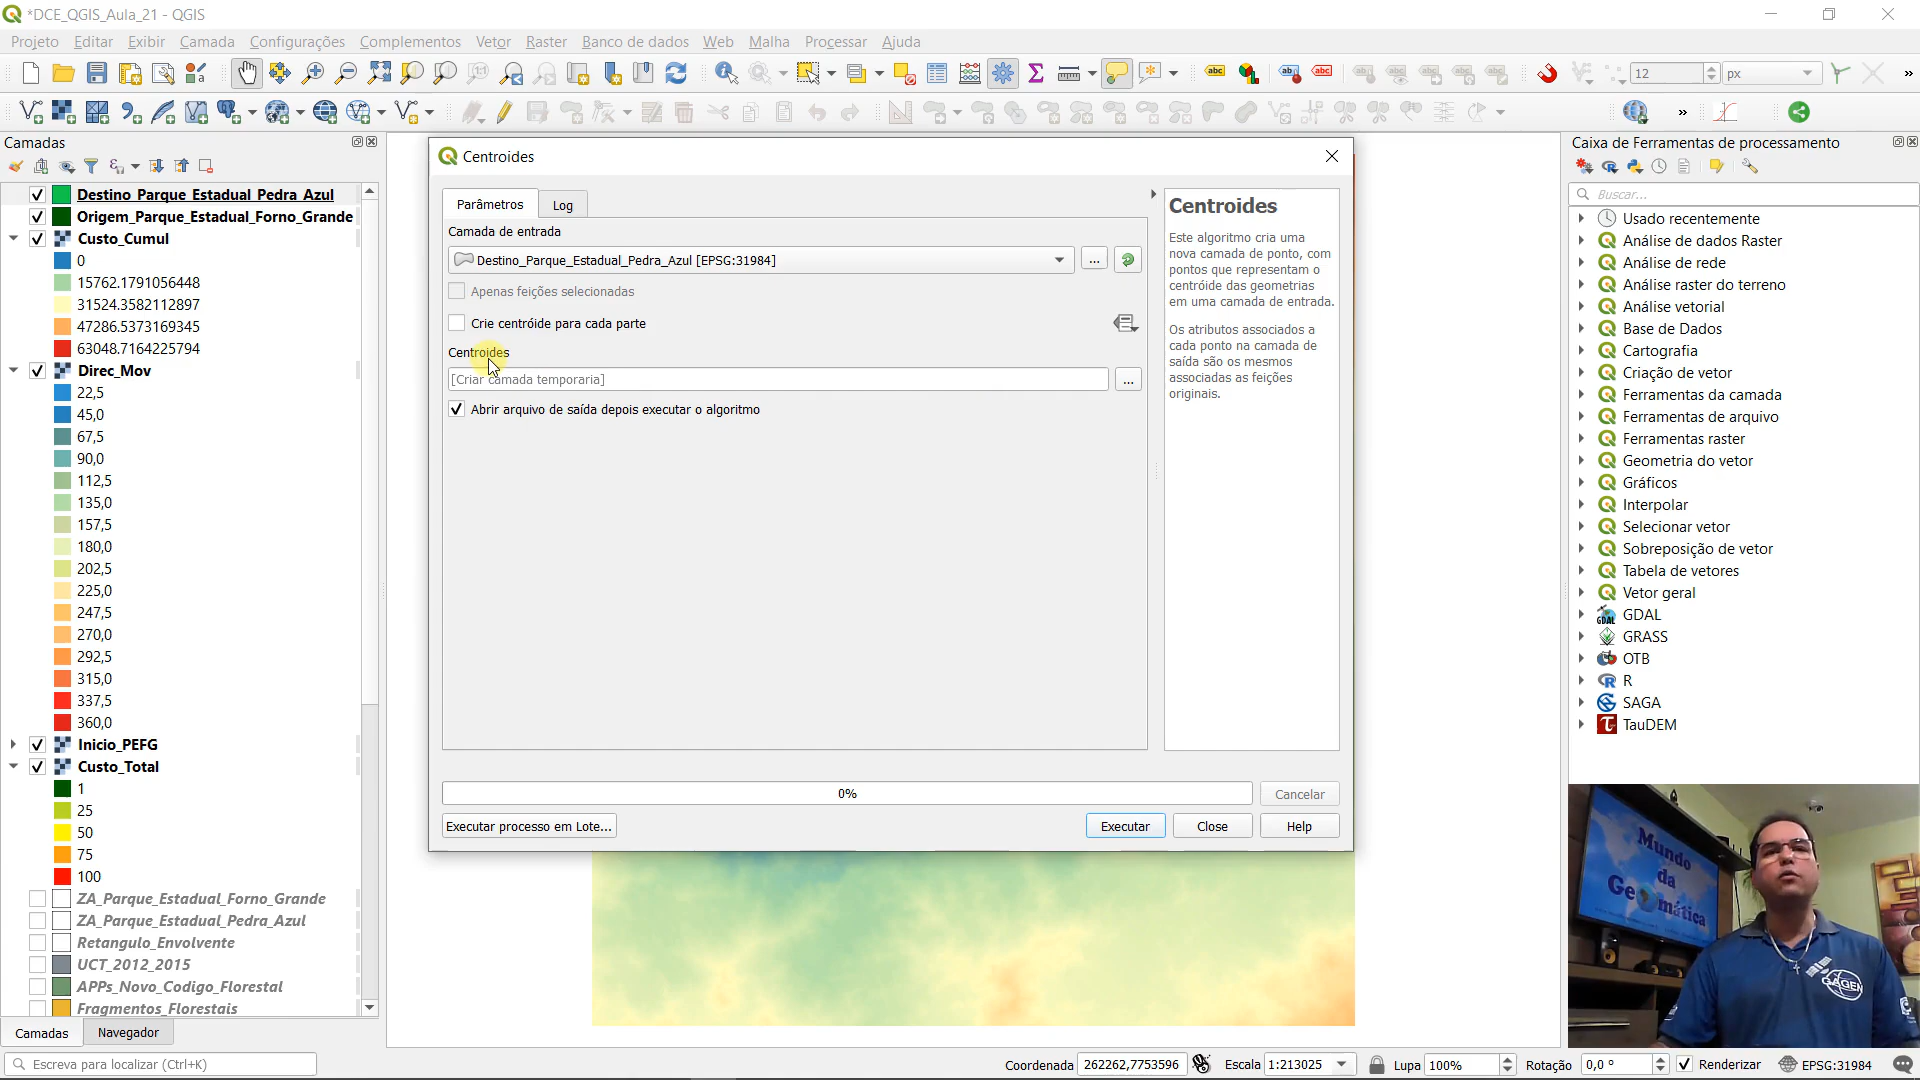 *DCE_QGIS_Aula_21 - QGIS
Projeto Editar Exibir Camada Configurações Complementos Vetor Raster Banco de dados Web Malha Processar Ajuda
12 px
Camadas
Destino_Parque_Estadual_Pedra_Azul
Origem_Parque_Estadual_Forno_Grande
Custo_Cumul
0
15762.1791056448
31524.3582112897
47286.5373169345
63048.7164225794
Direc_Mov
22,5
45,0
67,5
90,0
112,5
135,0
157,5
180,0
202,5
225,0
247,5
270,0
292,5
315,0
337,5
360,0
Inicio_PEFG
Custo_Total
1
25
50
75
100
ZA_Parque_Estadual_Forno_Grande
ZA_Parque_Estadual_Pedra_Azul
Retangulo_Envolvente
UCT_2012_2015
APPs_Novo_Codigo_Florestal
Fragmentos_Florestais
Camadas Navegador
Centroides
Parâmetros Log
Camada de entrada
Destino_Parque_Estadual_Pedra_Azul [EPSG:31984]
...
Apenas feições selecionadas
Crie centróide para cada parte
Centroides
[Criar camada temporaria]
...
Abrir arquivo de saída depois executar o algoritmo
Centroides
Este algoritmo cria uma
nova camada de ponto, com
pontos que representam o
centróide das geometrias
em uma camada de entrada.
Os atributos associados a
cada ponto na camada de
saída são os mesmos
associadas as feições
originais.
0%
Cancelar
Executar processo em Lote...
Executar
Close
Help
Caixa de Ferramentas de processamento
Buscar...
Usado recentemente
Análise de dados Raster
Análise de rede
Análise raster do terreno
Análise vetorial
Base de Dados
Cartografia
Criação de vetor
Ferramentas da camada
Ferramentas de arquivo
Ferramentas raster
Geometria do vetor
Gráficos
Interpolar
Selecionar vetor
Sobreposição de vetor
Tabela de vetores
Vetor geral
GDAL
GRASS
OTB
R
SAGA
TauDEM
Mundo
da
Geomática
GAGEN
Escreva para localizar (Ctrl+K)
Coordenada 262262,7753596 Escala 1:213025 Lupa 100% Rotação 0,0 ° Renderizar EPSG:31984